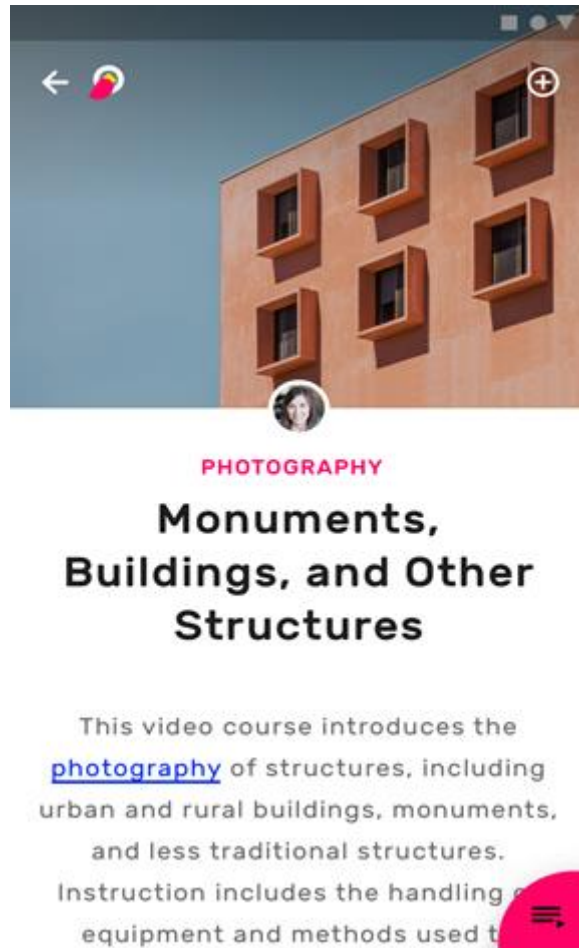 PHOTOGRAPHY
Monuments,
Buildings, and Other
Structures
This video course introduces the
photography of structures, including
urban and rural buildings, monuments,
and less traditional structures.
Instruction includes the handling
equipment and methods used